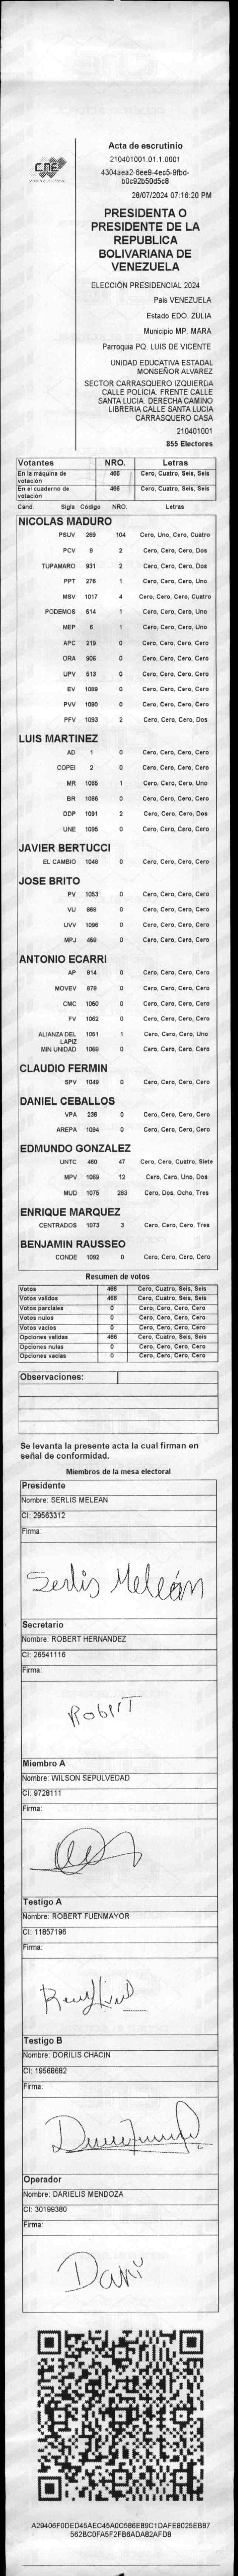 CNE
Acta de escrutinio
210401001.01.1.0001
4304aea2-6ee9-4ec5-9fbd-
b0c92b50d5c8
28/07/2024 07:16:20 PM
PRESIDENTA O
PRESIDENTE DE LA
REPUBLICA
BOLIVARIANA DE
VENEZUELA
ELECCIÓN PRESIDENCIAL 2024
País VENEZUELA
Estado EDO. ZULIA
Municipio MP. MARA
Parroquia PQ. LUIS DE VICENTE
UNIDAD EDUCATIVA ESTADAL
MONSEÑOR ALVAREZ
SECTOR CARRASQUERO IZQUIERDA
CALLE POLICIA. FRENTE CALLE
SANTA LUCIA. DERECHA CAMINO
LIBRERIA CALLE SANTA LUCIA
CARRASQUERO CASA
210401001
855 Electores
Votantes NRO. Letras
En la máquina de votación 466 Cero, Cuatro, Seis, Seis
En el cuaderno de votación 466 Cero, Cuatro, Seis, Seis
Cand. Sigla Código NRO. Letras
NICOLAS MADURO
PSUV 269 104 Cero, Uno, Cero, Cuatro
PCV 9 2 Cero, Cero, Cero, Dos
TUPAMARO 931 2 Cero, Cero, Cero, Dos
PPT 276 1 Cero, Cero, Cero, Uno
MSV 1017 4 Cero, Cero, Cero, Cuatro
PODEMOS 514 1 Cero, Cero, Cero, Uno
MEP 6 1 Cero, Cero, Cero, Uno
APC 219 0 Cero, Cero, Cero, Cero
ORA 906 0 Cero, Cero, Cero, Cero
UPV 513 0 Cero, Cero, Cero, Cero
EV 1089 0 Cero, Cero, Cero, Cero
PVV 1090 0 Cero, Cero, Cero, Cero
PFV 1093 2 Cero, Cero, Cero, Dos
LUIS MARTINEZ
AD 1 0 Cero, Cero, Cero, Cero
COPEI 2 0 Cero, Cero, Cero, Cero
MR 1065 1 Cero, Cero, Cero, Uno
BR 1066 0 Cero, Cero, Cero, Cero
DDP 1091 2 Cero, Cero, Cero, Dos
UNE 1095 0 Cero, Cero, Cero, Cero
JAVIER BERTUCCI
EL CAMBIO 1048 0 Cero, Cero, Cero, Cero
JOSE BRITO
PV 1053 0 Cero, Cero, Cero, Cero
VU 868 0 Cero, Cero, Cero, Cero
UVV 1096 0 Cero, Cero, Cero, Cero
MPJ 459 0 Cero, Cero, Cero, Cero
ANTONIO ECARRI
AP 814 0 Cero, Cero, Cero, Cero
MOVEV 978 0 Cero, Cero, Cero, Cero
CMC 1050 0 Cero, Cero, Cero, Cero
FV 1062 0 Cero, Cero, Cero, Cero
ALIANZA DEL LAPIZ 1051 1 Cero, Cero, Cero, Uno
MIN UNIDAD 1068 0 Cero, Cero, Cero, Cero
CLAUDIO FERMIN
SPV 1049 0 Cero, Cero, Cero, Cero
DANIEL CEBALLOS
VPA 236 0 Cero, Cero, Cero, Cero
AREPA 1094 0 Cero, Cero, Cero, Cero
EDMUNDO GONZALEZ
UNTC 460 47 Cero, Cero, Cuatro, Siete
MPV 1069 12 Cero, Cero, Uno, Dos
MUD 1075 283 Cero, Dos, Ocho, Tres
ENRIQUE MARQUEZ
CENTRADOS 1073 3 Cero, Cero, Cero, Tres
BENJAMIN RAUSSEO
CONDE 1092 0 Cero, Cero, Cero, Cero
Resumen de votos
Votos 466 Cero, Cuatro, Seis, Seis
Votos validos 466 Cero, Cuatro, Seis, Seis
Votos parciales 0 Cero, Cero, Cero, Cero
Votos nulos 0 Cero, Cero, Cero, Cero
Votos vacios 0 Cero, Cero, Cero, Cero
Opciones validas 466 Cero, Cuatro, Seis, Seis
Opciones nulas 0 Cero, Cero, Cero, Cero
Opciones vacias 0 Cero, Cero, Cero, Cero
Observaciones:
Se levanta la presente acta la cual firman en
señal de conformidad.
Miembros de la mesa electoral
Presidente
Nombre: SERLIS MELEAN
CI: 29563312
Firma:
Serlis Meleán
Secretario
Nombre: ROBERT HERNANDEZ
CI: 26541116
Firma:
Robert
Miembro A
Nombre: WILSON SEPULVEDAD
CI: 9728111
Firma:
Testigo A
Nombre: ROBERT FUENMAYOR
CI: 11857196
Firma:
Testigo B
Nombre: DORILIS CHACIN
CI: 19568682
Firma:
Operador
Nombre: DARIELIS MENDOZA
CI: 30199380
Firma:
Dari
A29406F0DED45AEC45A0C586E89C1DAFE8025EB87
562BC0FA5F2FB6ADA82AFD8